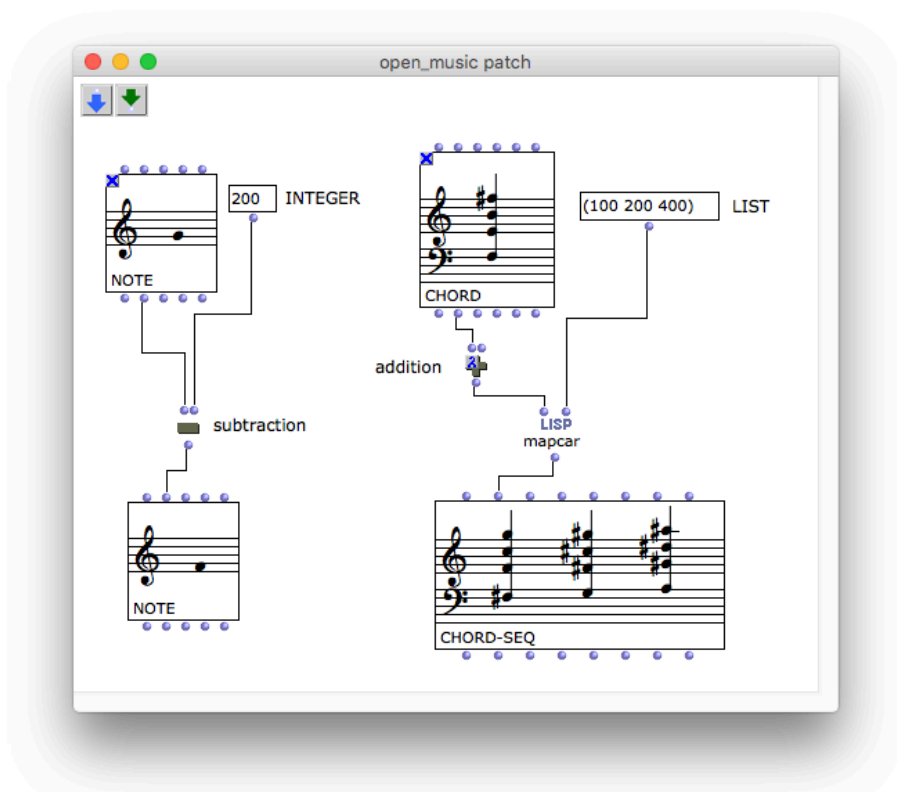 open_music patch
200
INTEGER
NOTE
CHORD
(100 200 400)
LIST
addition
subtraction
LISP
mapcar
NOTE
CHORD-SEQ